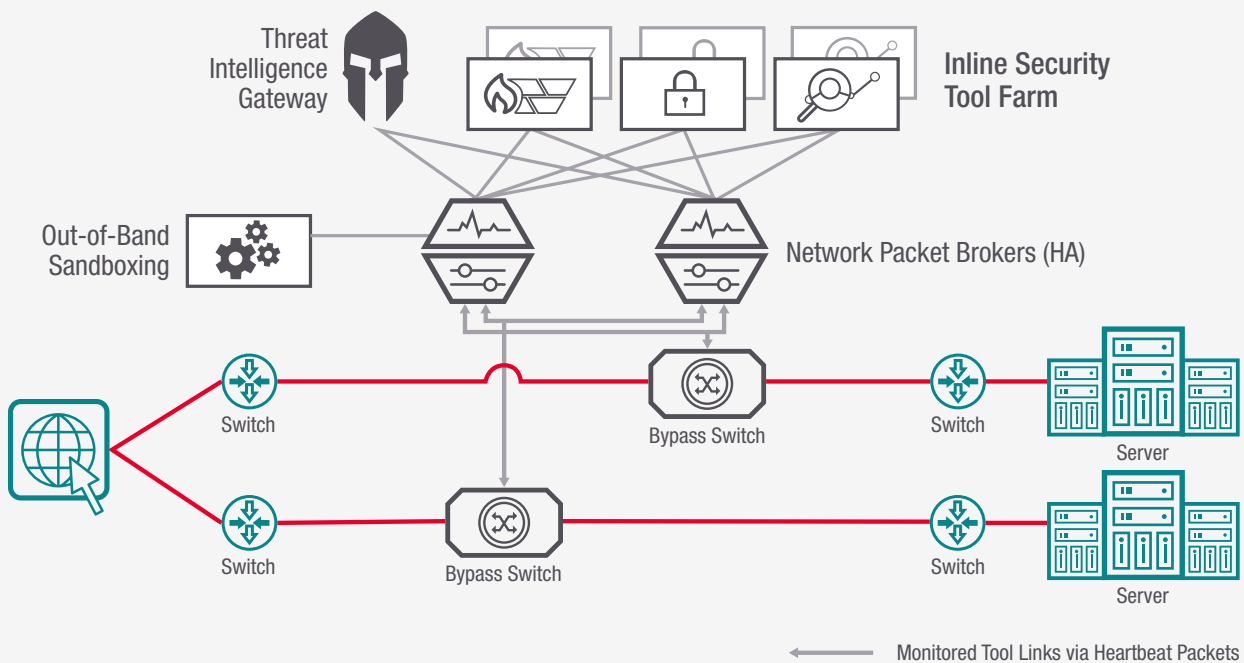 Threat
Intelligence
Gateway
Inline Security
Tool Farm
Out-of-Band
Sandboxing
Network Packet Brokers (HA)
Switch
Bypass Switch
Switch
Server
Switch
Bypass Switch
Switch
Server
Monitored Tool Links via Heartbeat Packets